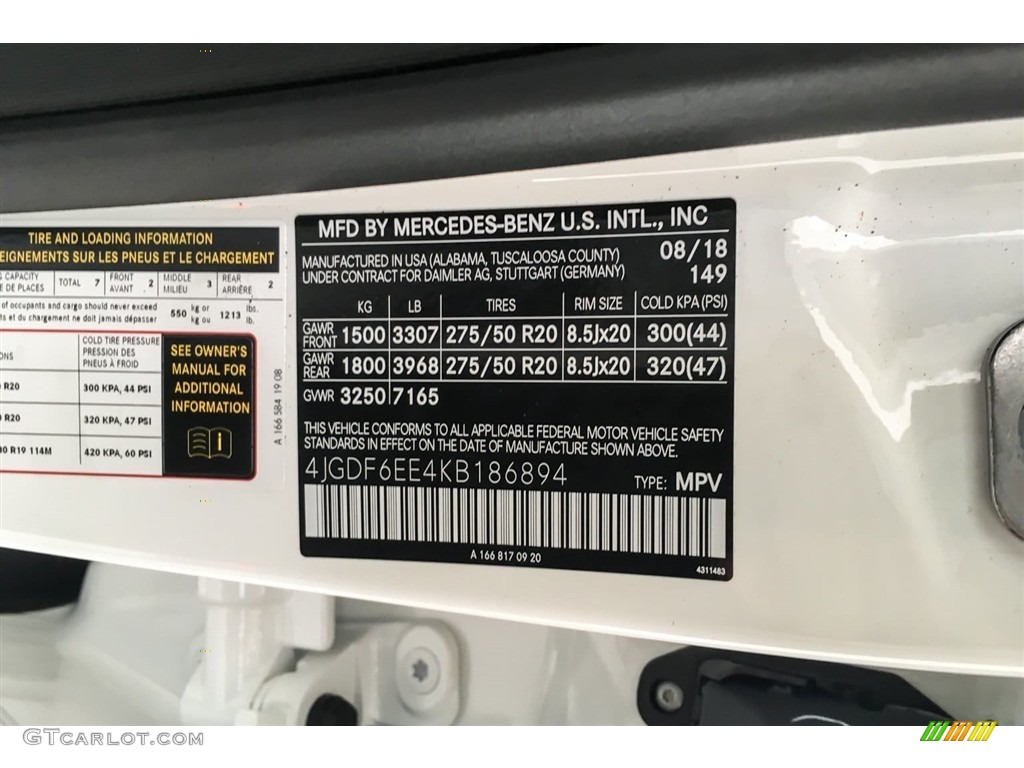 TIRE AND LOADING INFORMATION
EIGNEMENTS SUR LES PNEUS ET LE CHARGEMENT
CAPACITY TOTAL 7 FRONT 2 MIDDLE 3 REAR 2
DE PLACES AVANT MILIEU ARRIÈRE
of occupants and cargo should never exceed 550 kg or 1213 lbs.
et du chargement ne doit jamais dépasser kg ou lb.
COLD TIRE PRESSURE
PRESSION DES
PNEUS À FROID
R20 300 KPA, 44 PSI
R20 320 KPA, 47 PSI
R19 114M 420 KPA, 60 PSI
SEE OWNER'S
MANUAL FOR
ADDITIONAL
INFORMATION
A 166 584 19 08
MFD BY MERCEDES-BENZ U.S. INTL., INC
MANUFACTURED IN USA (ALABAMA, TUSCALOOSA COUNTY) 08/18
UNDER CONTRACT FOR DAIMLER AG, STUTTGART (GERMANY) 149
KG LB TIRES RIM SIZE COLD KPA (PSI)
GAWR FRONT 1500 3307 275/50 R20 8.5Jx20 300(44)
GAWR REAR 1800 3968 275/50 R20 8.5Jx20 320(47)
GVWR 3250 7165
THIS VEHICLE CONFORMS TO ALL APPLICABLE FEDERAL MOTOR VEHICLE SAFETY
STANDARDS IN EFFECT ON THE DATE OF MANUFACTURE SHOWN ABOVE.
4JGDF6EE4KB186894 TYPE: MPV
A 166 817 09 20
4311483
GTCarLot.com